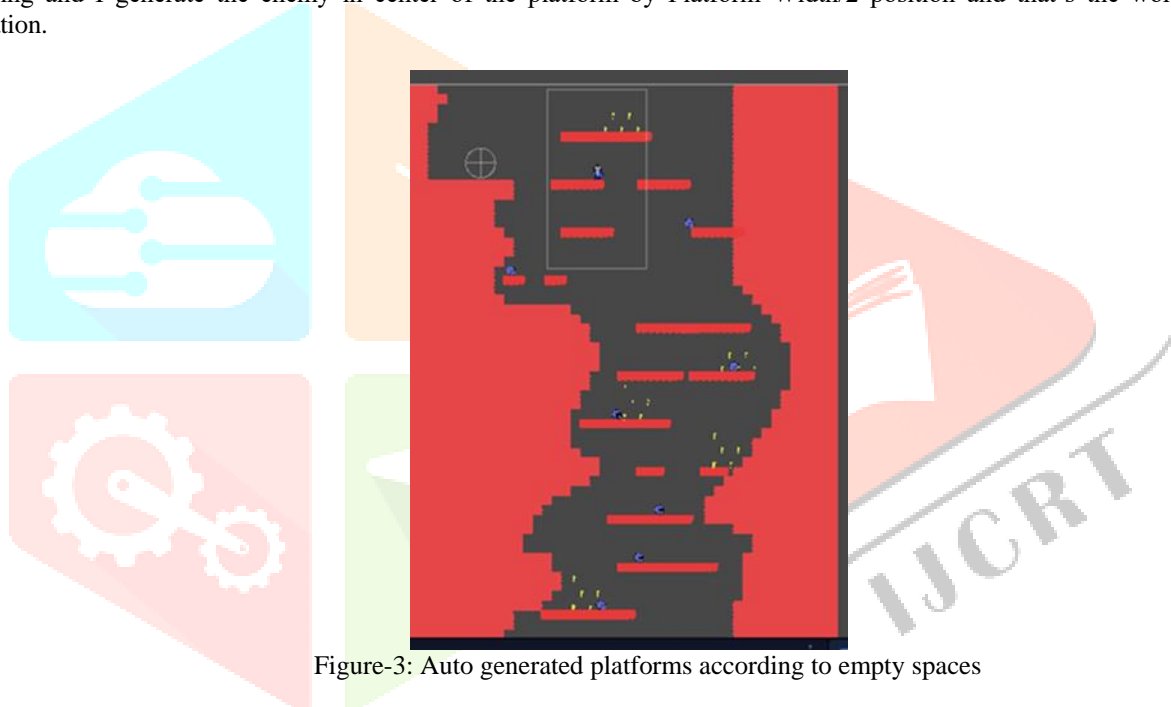 ing and I generate the enemy in center of the platform by Platform Width/2 position and that's the wor
ation.
IJCRT
Figure-3: Auto generated platforms according to empty spaces